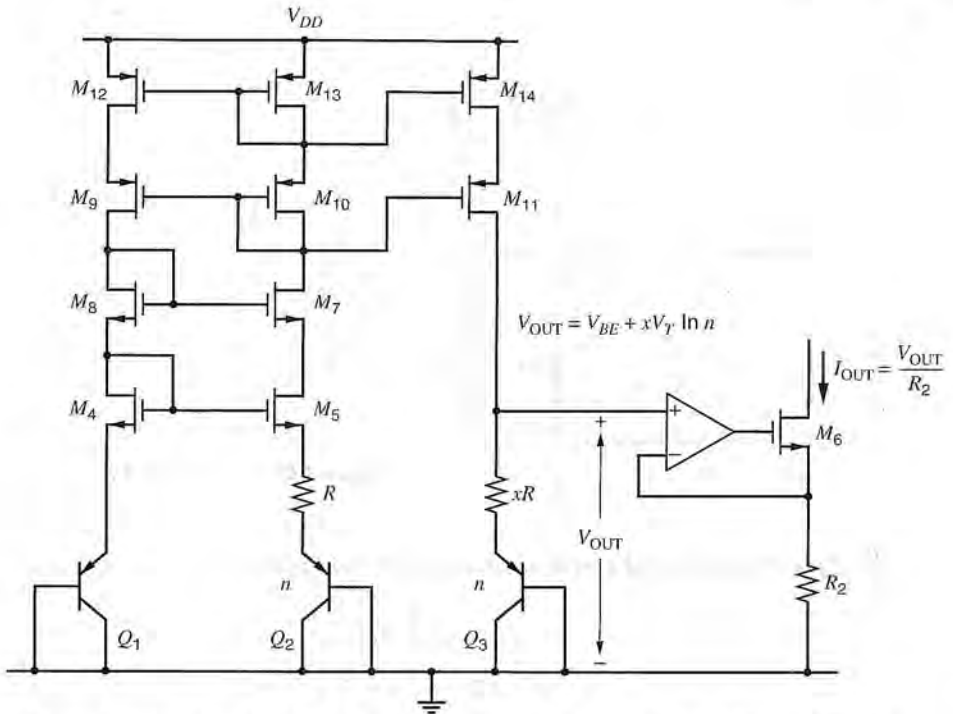 V_DD
M_12
M_13
M_14
M_9
M_10
M_11
M_8
M_7
V_OUT = V_BE + xV_T ln n
I_OUT = V_OUT / R_2
M_4
M_5
+
−
M_6
+
R
xR
V_OUT
R_2
n
n
−
Q_1
Q_2
Q_3